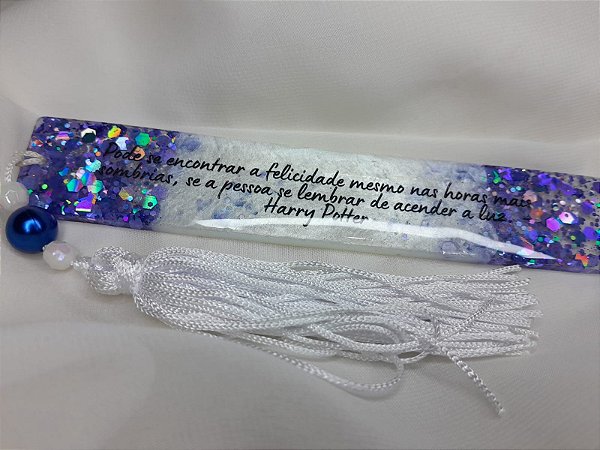 Pode se encontrar a felicidade mesmo nas horas mais
sombrias, se a pessoa se lembrar de acender a luz
Harry Potter